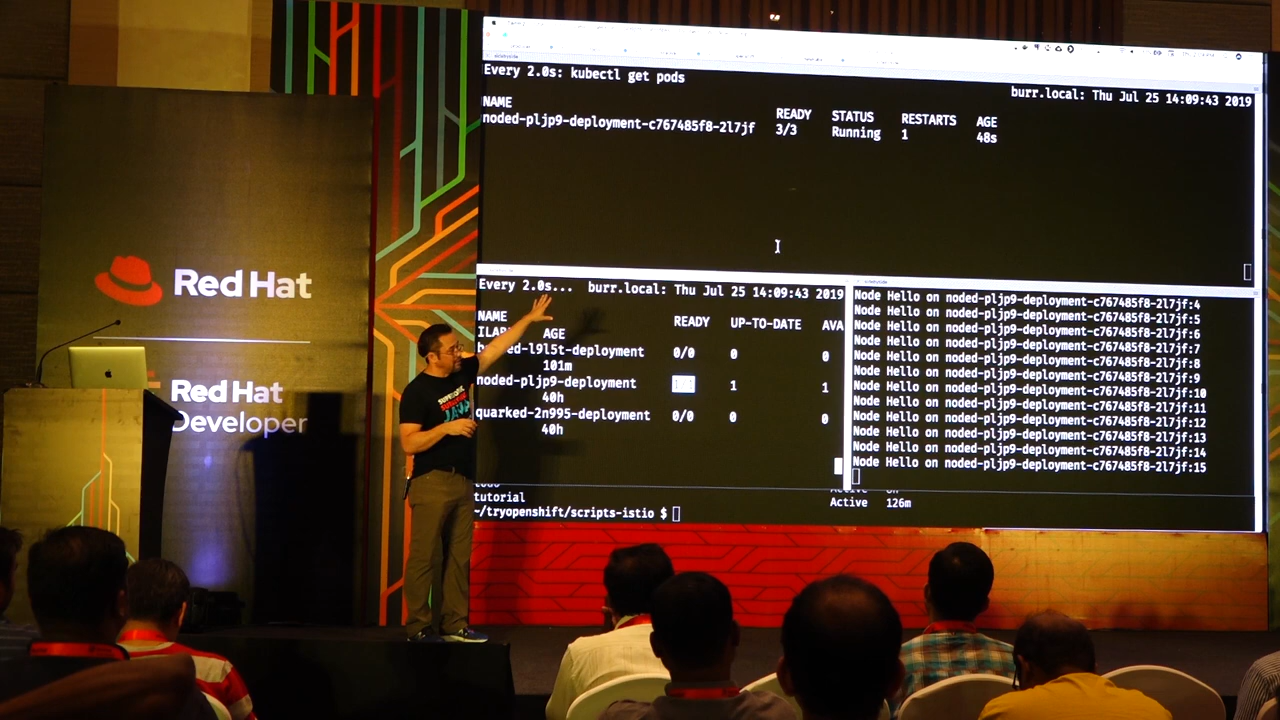 Every 2.0s: kubectl get pods
burr.local: Thu Jul 25 14:09:43 2019
NAME READY STATUS RESTARTS AGE
noded-pljp9-deployment-c767485f8-2l7jf 3/3 Running 1 48s
Red Hat
Red Hat
Developer
Every 2.0s... burr.local: Thu Jul 25 14:09:43 2019
NAME READY UP-TO-DATE AVA
ILAB AGE
-l9l5t-deployment 0/0 0 0
101m
noded-pljp9-deployment 1/1 1 1
40h
quarked-2n995-deployment 0/0 0 0
40h
Node Hello on noded-pljp9-deployment-c767485f8-2l7jf:4
Node Hello on noded-pljp9-deployment-c767485f8-2l7jf:5
Node Hello on noded-pljp9-deployment-c767485f8-2l7jf:6
Node Hello on noded-pljp9-deployment-c767485f8-2l7jf:7
Node Hello on noded-pljp9-deployment-c767485f8-2l7jf:8
Node Hello on noded-pljp9-deployment-c767485f8-2l7jf:9
Node Hello on noded-pljp9-deployment-c767485f8-2l7jf:10
Node Hello on noded-pljp9-deployment-c767485f8-2l7jf:11
Node Hello on noded-pljp9-deployment-c767485f8-2l7jf:12
Node Hello on noded-pljp9-deployment-c767485f8-2l7jf:13
Node Hello on noded-pljp9-deployment-c767485f8-2l7jf:14
Node Hello on noded-pljp9-deployment-c767485f8-2l7jf:15
tutorial Active 126m
~/tryopenshift/scripts-istio $
JAVA